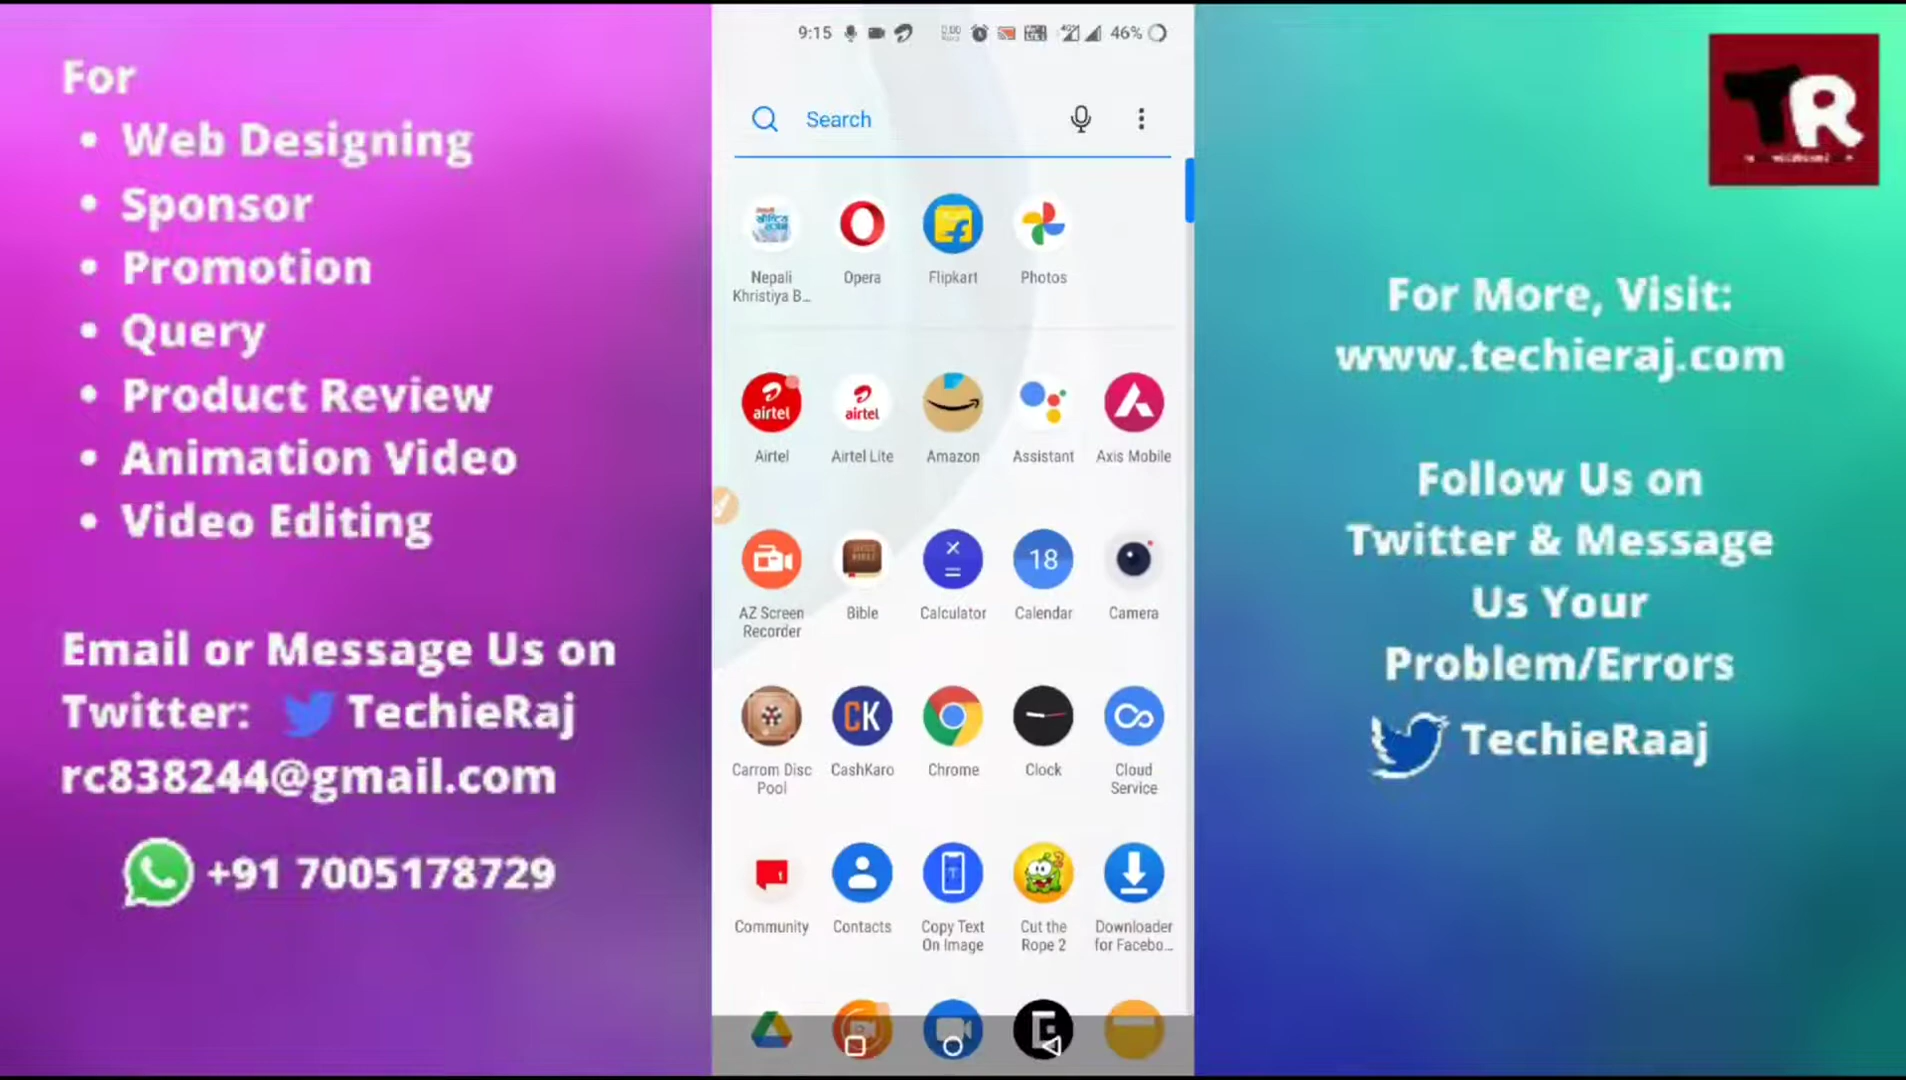 For
• Web Designing
• Sponsor
• Promotion
• Query
• Product Review
• Animation Video
• Video Editing
Email or Message Us on
Twitter: TechieRaj
rc838244@gmail.com
+91 7005178729
9:15
0.00
46%
Search
Nepali
Khristiya B...
Opera
Flipkart
Photos
airtel
airtel
Airtel
Airtel Lite
Amazon
Assistant
Axis Mobile
18
AZ Screen
Recorder
Bible
Calculator
Calendar
Camera
CK
Carrom Disc
Pool
CashKaro
Chrome
Clock
Cloud
Service
Community
Contacts
Copy Text
On Image
Cut the
Rope 2
Downloader
for Facebo...
TR
For More, Visit:
www.techieraj.com
Follow Us on
Twitter & Message
Us Your
Problem/Errors
TechieRaaj